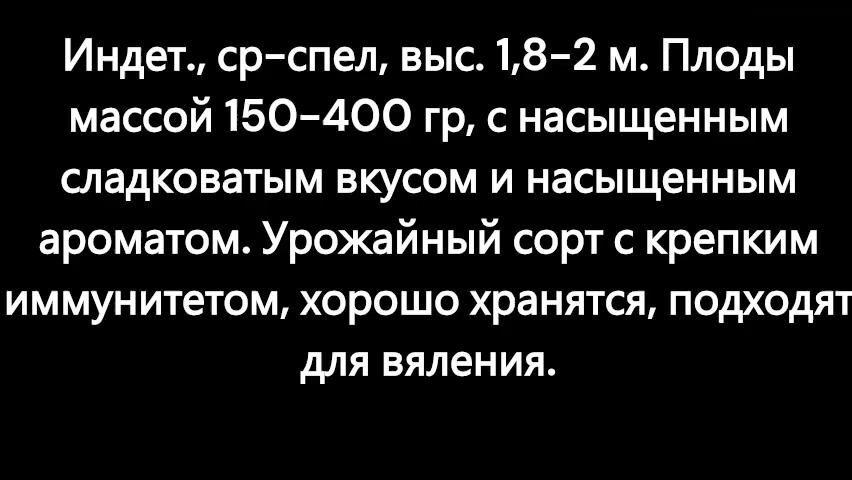 Индет., ср-спел, выс. 1,8-2 м. Плоды
массой 150-400 гр, с насыщенным
сладковатым вкусом и насыщенным
ароматом. Урожайный сорт с крепким
иммунитетом, хорошо хранятся, подходят
для вяления.